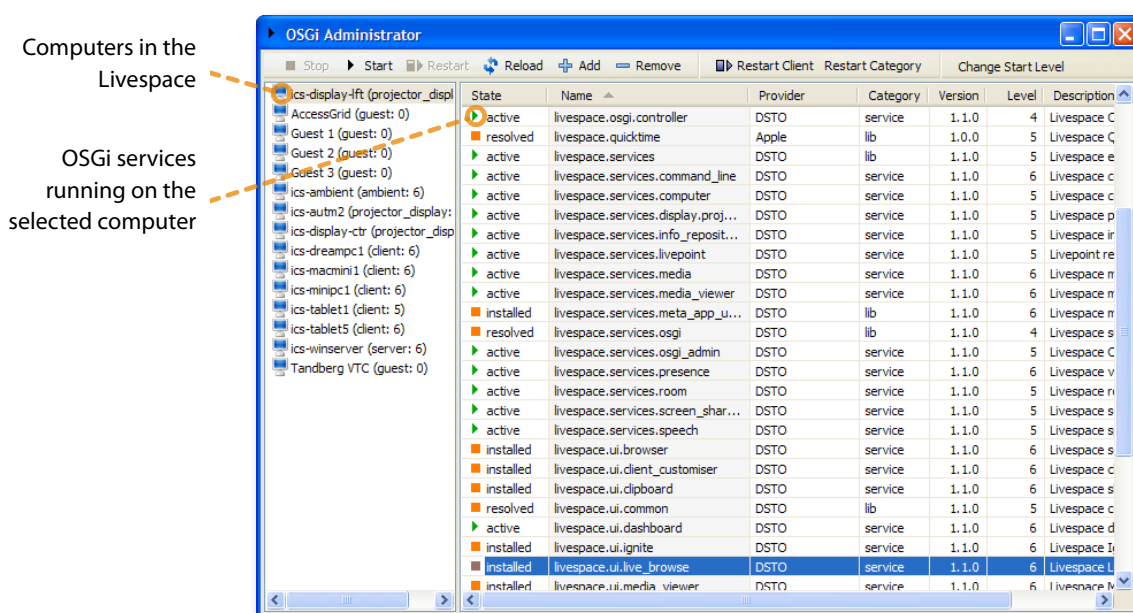 Computers in the
Livespace
OSGi services
running on the
selected computer
OSGi Administrator
Stop Start Restart Reload Add Remove Restart Client Restart Category Change Start Level
ics-display-lft (projector_displ
AccessGrid (guest: 0)
Guest 1 (guest: 0)
Guest 2 (guest: 0)
Guest 3 (guest: 0)
ics-ambient (ambient: 6)
ics-autm2 (projector_display:
ics-display-ctr (projector_disp
ics-dreampc1 (client: 6)
ics-macmini1 (client: 6)
ics-minipc1 (client: 6)
ics-tablet1 (client: 5)
ics-tablet5 (client: 6)
ics-winserver (server: 6)
Tandberg VTC (guest: 0)
State Name Provider Category Version Level Description
active livespace.osgi.controller DSTO service 1.1.0 4 Livespace C
resolved livespace.quicktime Apple lib 1.0.0 5 Livespace Q
active livespace.services DSTO lib 1.1.0 5 Livespace e
active livespace.services.command_line DSTO service 1.1.0 6 Livespace c
active livespace.services.computer DSTO service 1.1.0 5 Livespace c
active livespace.services.display.proj... DSTO service 1.1.0 5 Livespace p
active livespace.services.info_reposit... DSTO service 1.1.0 5 Livespace ir
active livespace.services.livepoint DSTO service 1.1.0 5 Livepoint re
active livespace.services.media DSTO service 1.1.0 6 Livespace m
active livespace.services.media_viewer DSTO service 1.1.0 6 Livespace m
installed livespace.services.meta_app_u... DSTO lib 1.1.0 6 Livespace m
resolved livespace.services.osgi DSTO lib 1.1.0 4 Livespace s
active livespace.services.osgi_admin DSTO service 1.1.0 5 Livespace C
active livespace.services.presence DSTO service 1.1.0 6 Livespace v
active livespace.services.room DSTO service 1.1.0 5 Livespace r
active livespace.services.screen_shar... DSTO service 1.1.0 5 Livespace s
active livespace.services.speech DSTO service 1.1.0 5 Livespace s
installed livespace.ui.browser DSTO service 1.1.0 6 Livespace s
installed livespace.ui.client_customiser DSTO service 1.1.0 6 Livespace c
installed livespace.ui.clipboard DSTO service 1.1.0 6 Livespace s
resolved livespace.ui.common DSTO lib 1.1.0 5 Livespace c
active livespace.ui.dashboard DSTO service 1.1.0 6 Livespace d
installed livespace.ui.ignite DSTO service 1.1.0 6 Livespace I
installed livespace.ui.live_browse DSTO service 1.1.0 6 Livespace L
installed livespace.ui.media_viewer DSTO service 1.1.0 6 Livespace M